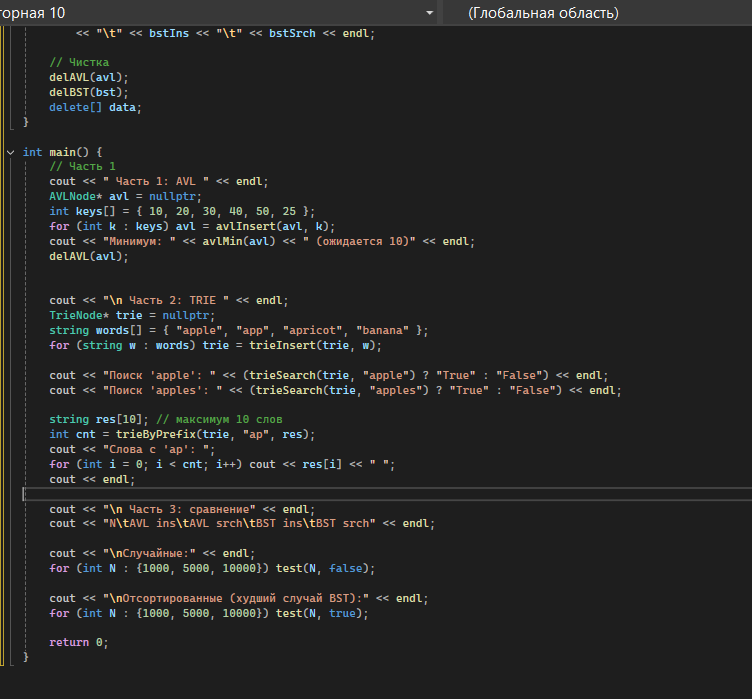 торная 10 (Глобальная область)
<< "\t" << bstIns << "\t" << bstSrch << endl;
// Чистка
delAVL(avl);
delBST(bst);
delete[] data;
}
int main() {
// Часть 1
cout << " Часть 1: AVL " << endl;
AVLNode* avl = nullptr;
int keys[] = { 10, 20, 30, 40, 50, 25 };
for (int k : keys) avl = avlInsert(avl, k);
cout << "Минимум: " << avlMin(avl) << " (ожидается 10)" << endl;
delAVL(avl);
cout << "\n Часть 2: TRIE " << endl;
TrieNode* trie = nullptr;
string words[] = { "apple", "app", "apricot", "banana" };
for (string w : words) trie = trieInsert(trie, w);
cout << "Поиск 'apple': " << (trieSearch(trie, "apple") ? "True" : "False") << endl;
cout << "Поиск 'apples': " << (trieSearch(trie, "apples") ? "True" : "False") << endl;
string res[10]; // максимум 10 слов
int cnt = trieByPrefix(trie, "ap", res);
cout << "Слова с 'ap': ";
for (int i = 0; i < cnt; i++) cout << res[i] << " ";
cout << endl;
cout << "\n Часть 3: сравнение" << endl;
cout << "N\tAVL ins\tAVL srch\tBST ins\tBST srch" << endl;
cout << "\nСлучайные:" << endl;
for (int N : {1000, 5000, 10000}) test(N, false);
cout << "\nОтсортированные (худший случай BST):" << endl;
for (int N : {1000, 5000, 10000}) test(N, true);
return 0;
}